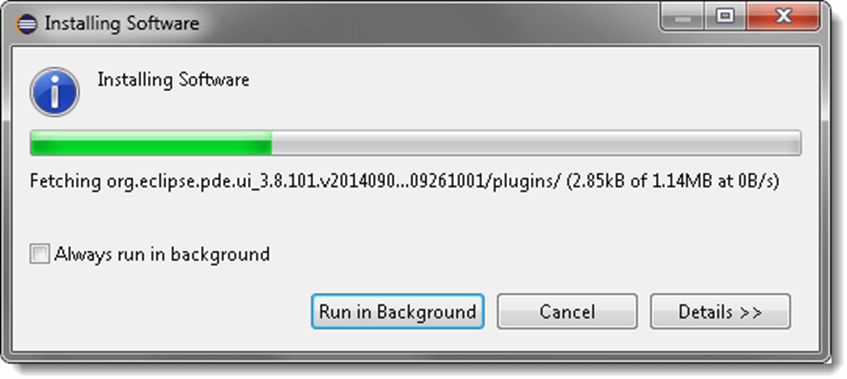 Installing Software
Installing Software
Fetching org.eclipse.pde.ui_3.8.101.v2014090...09261001/plugins/ (2.85kB of 1.14MB at 0B/s)
Always run in background
Run in Background Cancel Details >>